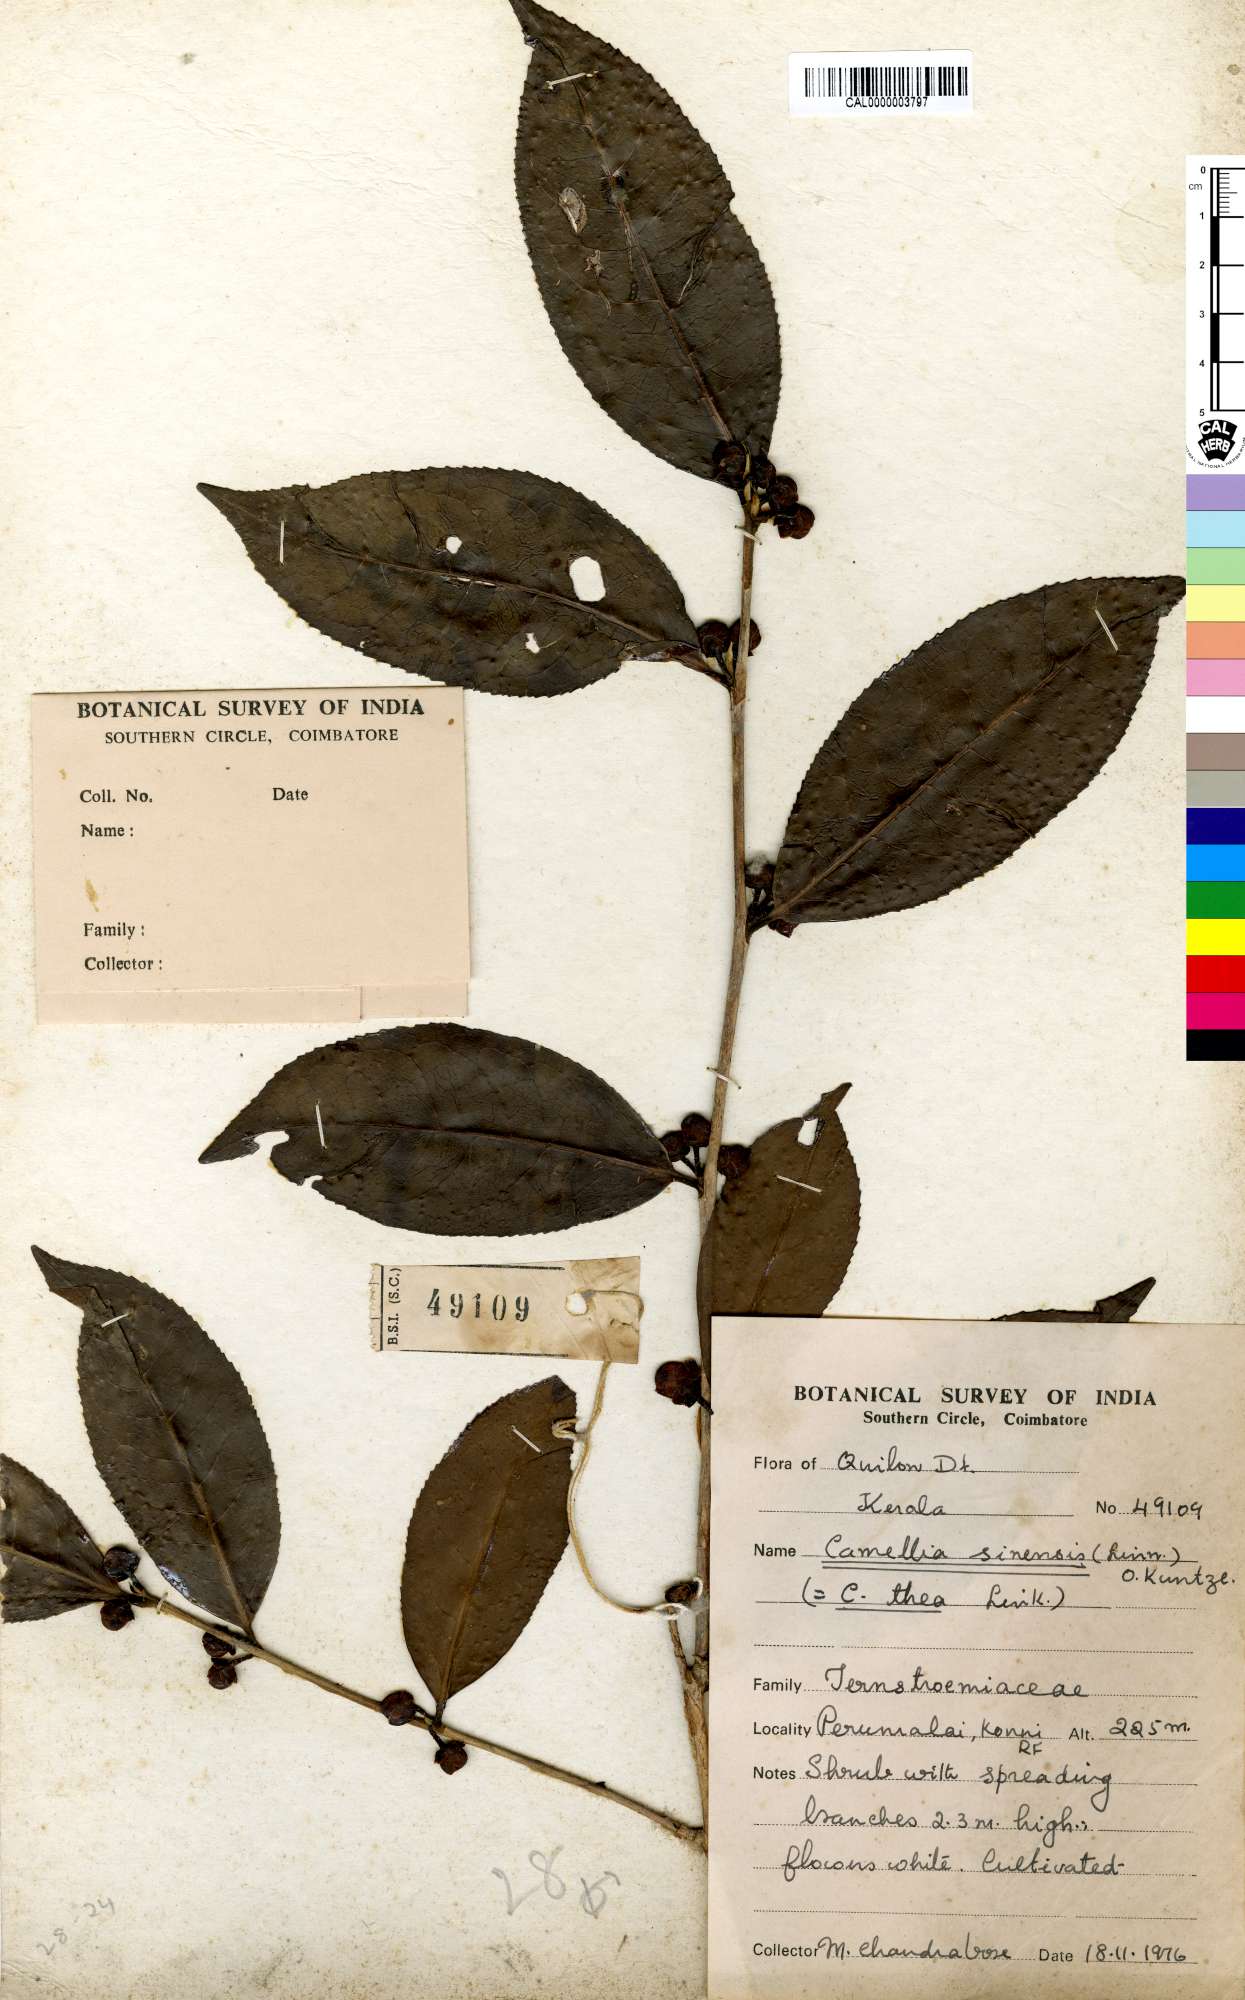 CAL0000003797
0
cm
1
2
3
4
5
CAL
HERB
BOTANICAL SURVEY OF INDIA
SOUTHERN CIRCLE, COIMBATORE
Coll. No. Date
Name :
Family :
Collector :
B.S.I. (S.C.)
49109
BOTANICAL SURVEY OF INDIA
Southern Circle, Coimbatore
Flora of Quilon Dt.
Kerala No 49109
Name Camellia sinensis (Linn.)
O. Kuntze.
(= C. thea Link.)
Family Ternstroemiaceae
Locality Perumalai, Konni Alt. 225 m.
RF
Notes Shrub with spreading
branches 2.3 m. high.
flowers white. Cultivated
Collector M. Chandrabose Date 18.11.1976
28
28 24